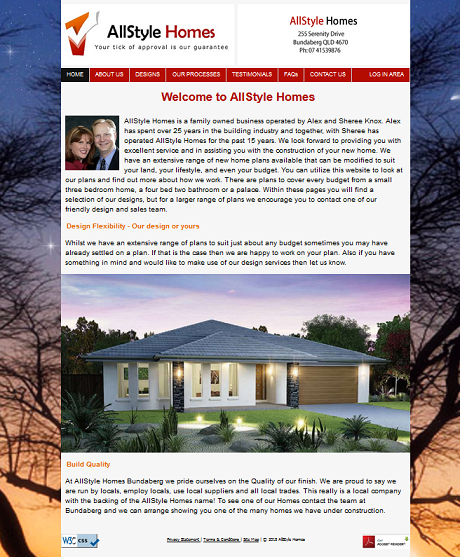 AllStyle Homes
Your tick of approval is our guarantee
AllStyle Homes
255 Serenity Drive
Bundaberg QLD 4670
Ph: 07 41539876
HOME ABOUT US DESIGNS OUR PROCESSES TESTIMONIALS FAQs CONTACT US LOG IN AREA
Welcome to AllStyle Homes
AllStyle Homes is a family owned business operated by Alex and Sheree Knox. Alex
has spent over 25 years in the building industry and together, with Sheree has
operated AllStyle Homes for the past 15 years. We look forward to providing you with
excellent service and in assisting you with the construction of your new home. We
have an extensive range of new home plans available that can be modified to suit
your land, your lifestyle, and even your budget. You can utilize this website to look at
our plans and find out more about how we work. There are plans to cover every budget from a small
three bedroom home, a four bed two bathroom or a palace. Within these pages you will find a
selection of our designs, but for a larger range of plans we encourage you to contact one of our
friendly design and sales team.
Design Flexibility - Our design or yours
Whilst we have an extensive range of plans to suit just about any budget sometimes you may have
already settled on a plan. If that is the case then we are happy to work on your plan. Also if you have
something in mind and would like to make use of our design services then let us know.
Build Quality
At AllStyle Homes Bundaberg we pride ourselves on the Quality of our finish. We are proud to say we
are run by locals, employ locals, use local suppliers and all local trades. This really is a local company
with the backing of the AllStyle Homes name! To see one of our Homes contact the team at
Bundaberg and we can arrange showing you one of the many homes we have under construction.
W3C css
Privacy Statement | Terms & Conditions | Site Map | © 2013 AllStyle Homes
ADOBE READER